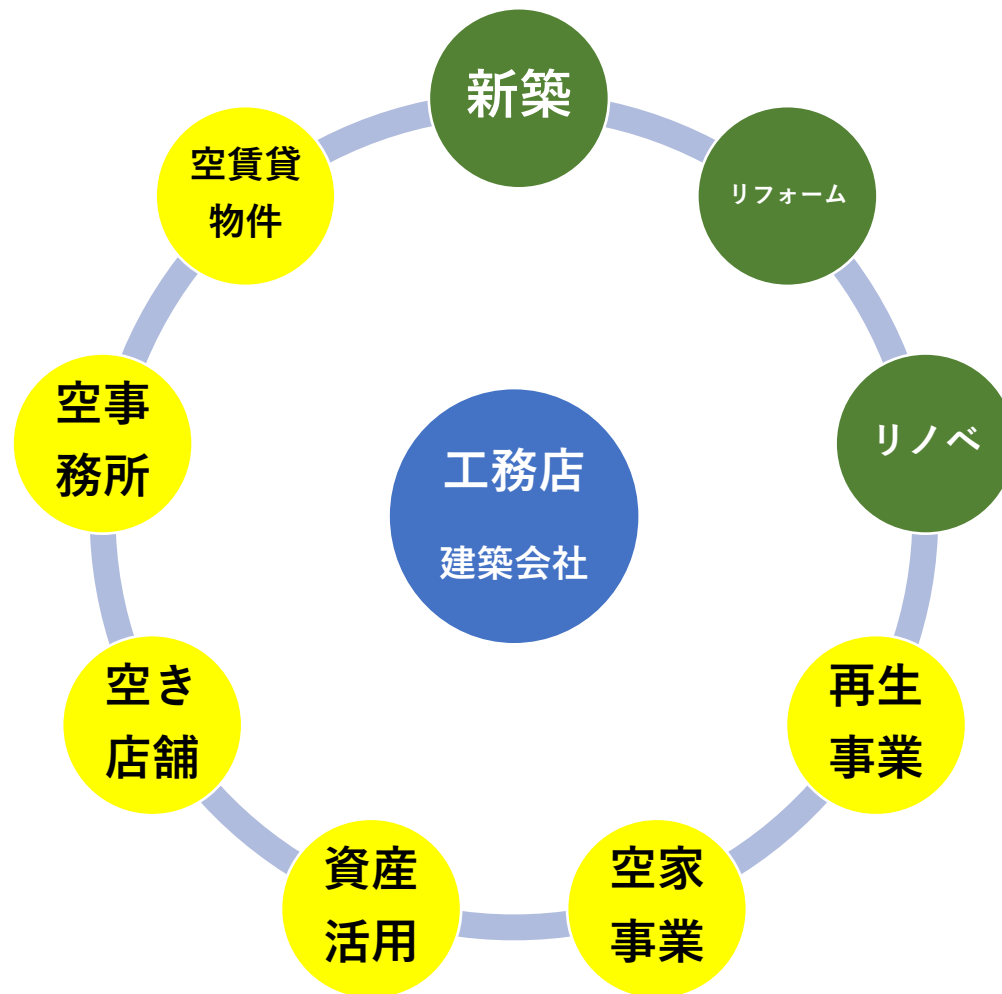 新築
リフォーム
リノベ
再生
事業
空家
事業
資産
活用
空き
店舗
空事
務所
空賃貸
物件
工務店
建築会社